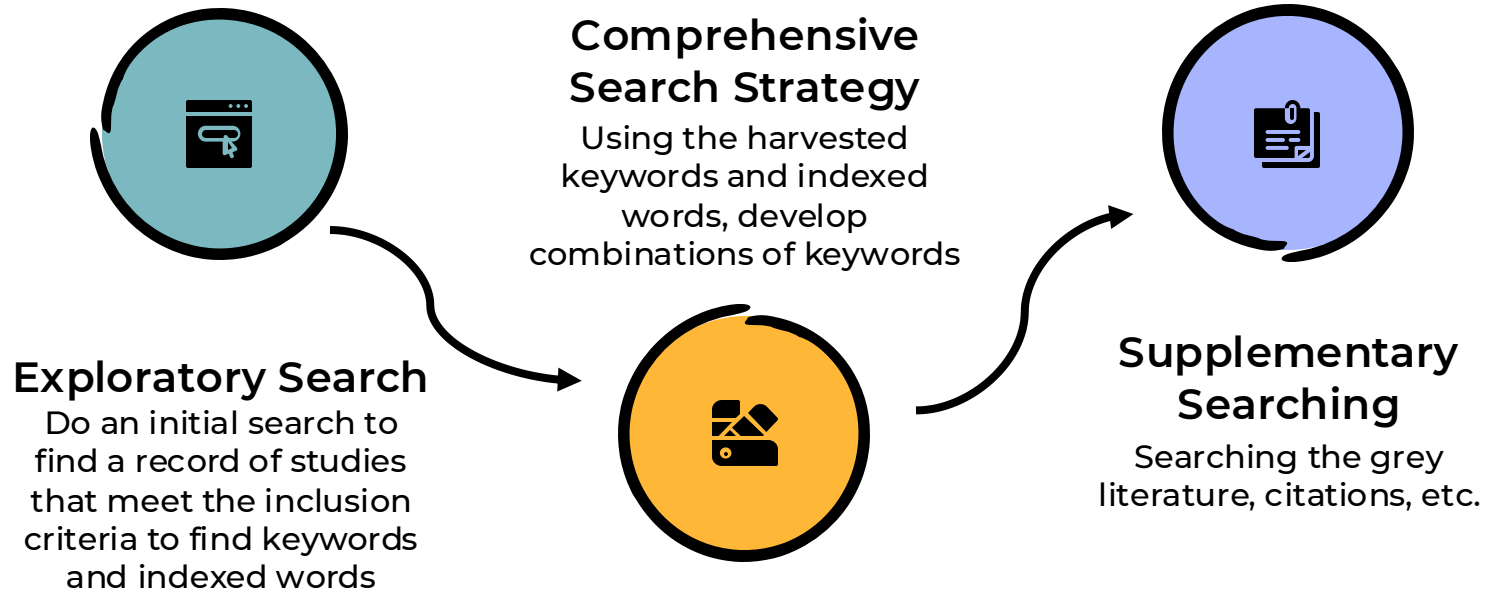 Exploratory Search
Do an initial search to
find a record of studies
that meet the inclusion
criteria to find keywords
and indexed words
Comprehensive
Search Strategy
Using the harvested
keywords and indexed
words, develop
combinations of keywords
Supplementary
Searching
Searching the grey
literature, citations, etc.